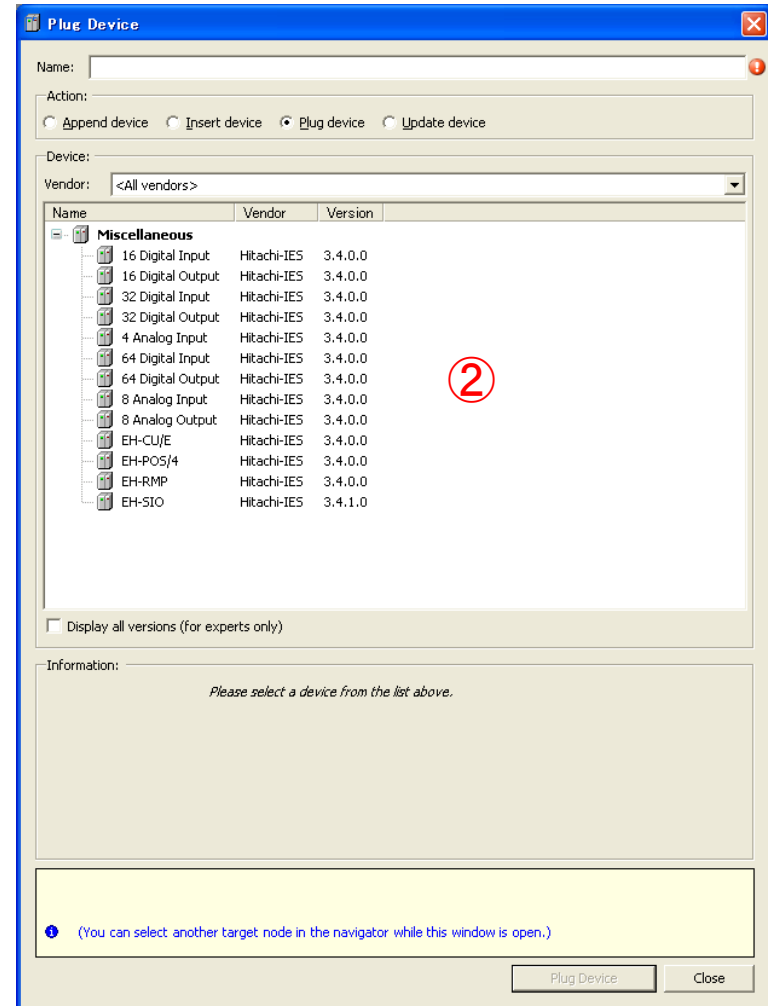 Plug Device
Name:
Action:
Append device Insert device Plug device Update device
Device:
Vendor: <All vendors>
Name Vendor Version
Miscellaneous
16 Digital Input Hitachi-IES 3.4.0.0
16 Digital Output Hitachi-IES 3.4.0.0
32 Digital Input Hitachi-IES 3.4.0.0
32 Digital Output Hitachi-IES 3.4.0.0
4 Analog Input Hitachi-IES 3.4.0.0
64 Digital Input Hitachi-IES 3.4.0.0
64 Digital Output Hitachi-IES 3.4.0.0
8 Analog Input Hitachi-IES 3.4.0.0
8 Analog Output Hitachi-IES 3.4.0.0
EH-CU/E Hitachi-IES 3.4.0.0
EH-POS/4 Hitachi-IES 3.4.0.0
EH-RMP Hitachi-IES 3.4.0.0
EH-SIO Hitachi-IES 3.4.1.0
②
Display all versions (for experts only)
Information:
Please select a device from the list above.
(You can select another target node in the navigator while this window is open.)
Plug Device Close